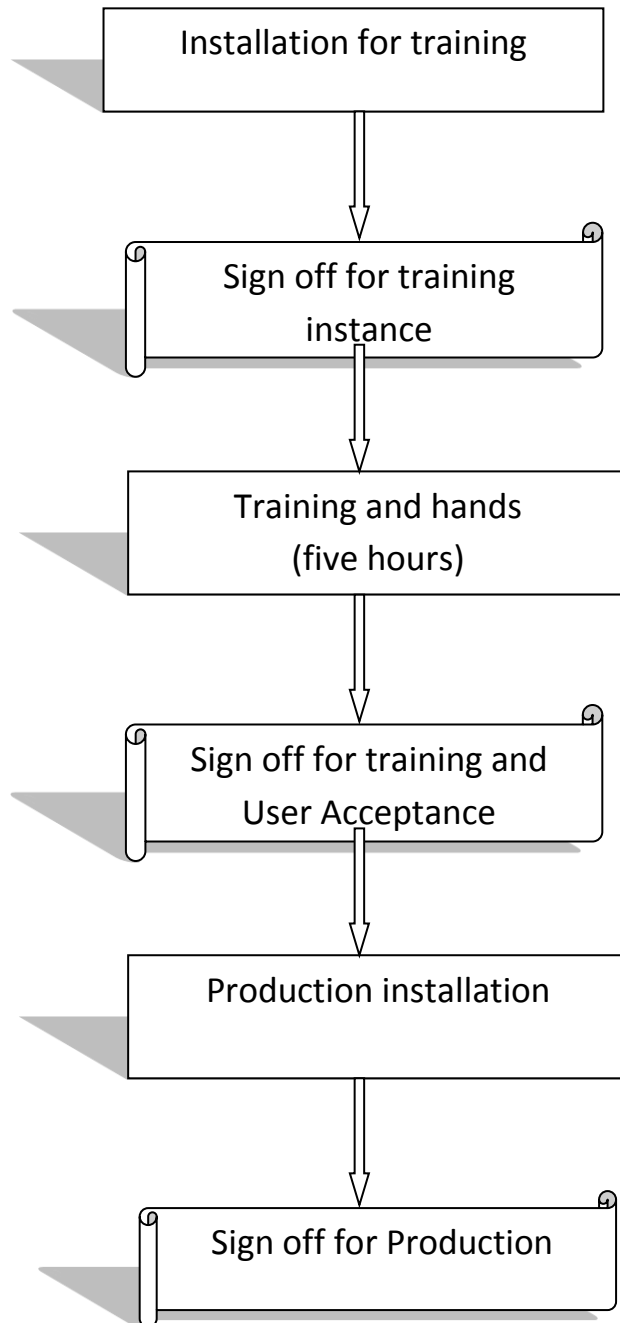 Installation for training
Sign off for training
instance
Training and hands
(five hours)
Sign off for training and
User Acceptance
Production installation
Sign off for Production